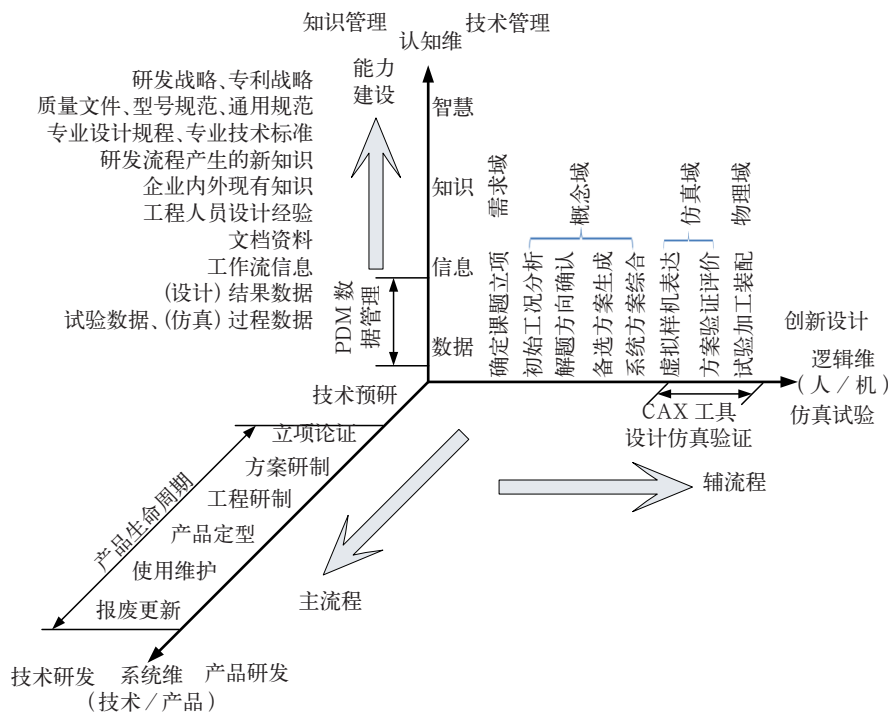 知识管理
技术管理
认知维
能力
建设
研发战略、专利战略
质量文件、型号规范、通用规范
专业设计规程、专业技术标准
研发流程产生的新知识
企业内外现有知识
工程人员设计经验
文档资料
工作流信息
(设计) 结果数据
试验数据、(仿真) 过程数据
PDM 数
据管理
智慧
知识
信息
数据
需求域
概念域
仿真域
物理域
确定课题立项
初始工况分析
解题方向确认
备选方案生成
系统方案综合
虚拟样机表达
方案验证评价
试验加工装配
创新设计
逻辑维
(人／机)
仿真试验
CAX 工具
设计仿真验证
辅流程
技术预研
立项论证
方案研制
工程研制
产品定型
使用维护
报废更新
产品生命周期
主流程
技术研发
系统维
产品研发
(技术／产品)